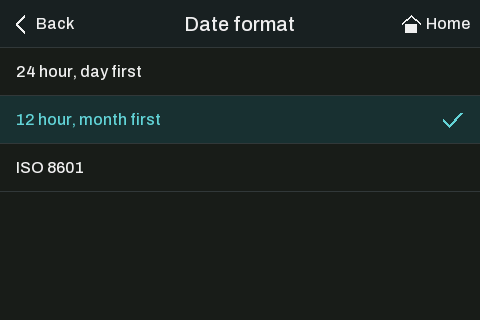 Back
Date format
Home
24 hour, day first
12 hour, month first
ISO 8601